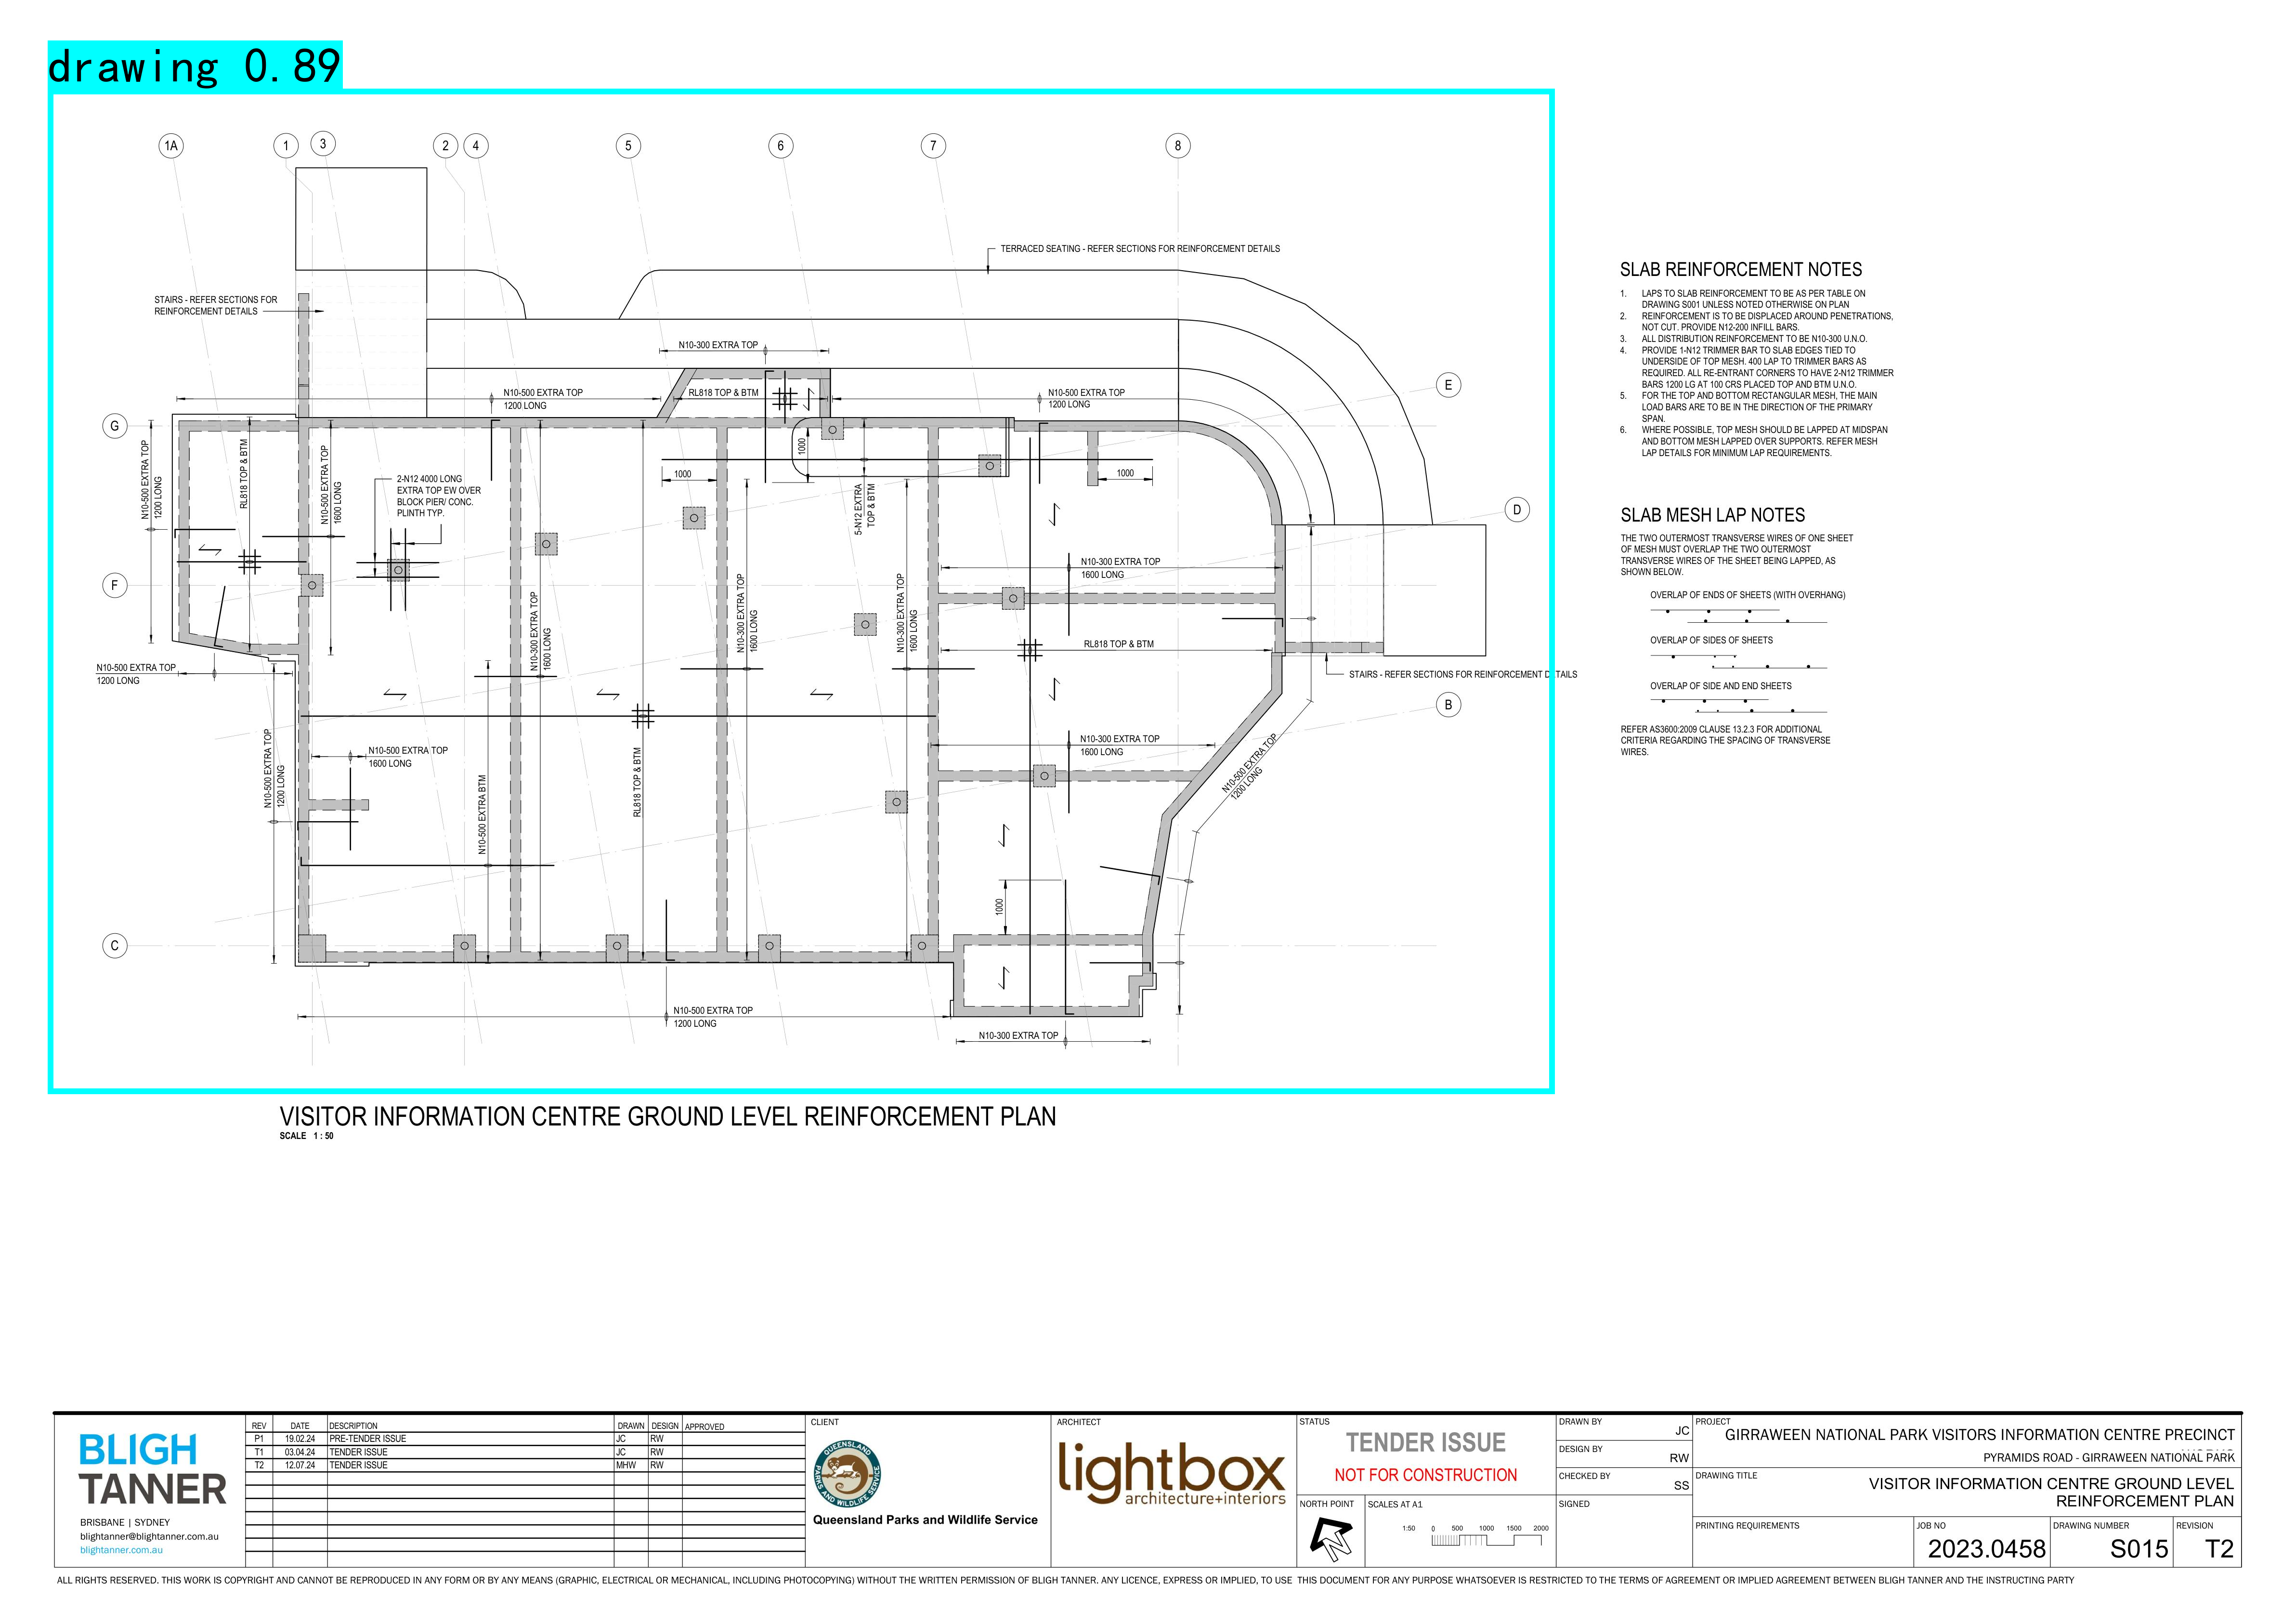 drawing 0.89
1A
1
3
2
4
5
6
7
8
TERRACED SEATING - REFER SECTIONS FOR REINFORCEMENT DETAILS
STAIRS - REFER SECTIONS FOR
REINFORCEMENT DETAILS
N10-300 EXTRA TOP
E
N10-500 EXTRA TOP
1200 LONG
RL818 TOP & BTM
N10-500 EXTRA TOP
1200 LONG
G
N10-500 EXTRA TOP
1200 LONG
RL818 TOP & BTM
N10-500 EXTRA TOP
1600 LONG
2-N12 4000 LONG
EXTRA TOP EW OVER
BLOCK PIER/ CONC.
PLINTH TYP.
1000
1000
1000
5-N12 EXTRA
TOP & BTM
D
N10-300 EXTRA TOP
1600 LONG
F
N10-300 EXTRA TOP
1600 LONG
N10-300 EXTRA TOP
1600 LONG
N10-300 EXTRA TOP
1600 LONG
RL818 TOP & BTM
N10-500 EXTRA TOP
1200 LONG
STAIRS - REFER SECTIONS FOR REINFORCEMENT D TAILS
B
N10-500 EXTRA TOP
1200 LONG
N10-500 EXTRA TOP
1600 LONG
N10-500 EXTRA BTM
RL818 TOP & BTM
N10-300 EXTRA TOP
1600 LONG
N10-500 EXTRA TOP
1200 LONG
1000
C
N10-500 EXTRA TOP
1200 LONG
N10-300 EXTRA TOP
VISITOR INFORMATION CENTRE GROUND LEVEL REINFORCEMENT PLAN
SCALE 1 : 50
SLAB REINFORCEMENT NOTES
1. LAPS TO SLAB REINFORCEMENT TO BE AS PER TABLE ON
DRAWING S001 UNLESS NOTED OTHERWISE ON PLAN
2. REINFORCEMENT IS TO BE DISPLACED AROUND PENETRATIONS,
NOT CUT. PROVIDE N12-200 INFILL BARS.
3. ALL DISTRIBUTION REINFORCEMENT TO BE N10-300 U.N.O.
4. PROVIDE 1-N12 TRIMMER BAR TO SLAB EDGES TIED TO
UNDERSIDE OF TOP MESH. 400 LAP TO TRIMMER BARS AS
REQUIRED. ALL RE-ENTRANT CORNERS TO HAVE 2-N12 TRIMMER
BARS 1200 LG AT 100 CRS PLACED TOP AND BTM U.N.O.
5. FOR THE TOP AND BOTTOM RECTANGULAR MESH, THE MAIN
LOAD BARS ARE TO BE IN THE DIRECTION OF THE PRIMARY
SPAN.
6. WHERE POSSIBLE, TOP MESH SHOULD BE LAPPED AT MIDSPAN
AND BOTTOM MESH LAPPED OVER SUPPORTS. REFER MESH
LAP DETAILS FOR MINIMUM LAP REQUIREMENTS.
SLAB MESH LAP NOTES
THE TWO OUTERMOST TRANSVERSE WIRES OF ONE SHEET
OF MESH MUST OVERLAP THE TWO OUTERMOST
TRANSVERSE WIRES OF THE SHEET BEING LAPPED, AS
SHOWN BELOW.
OVERLAP OF ENDS OF SHEETS (WITH OVERHANG)
OVERLAP OF SIDES OF SHEETS
OVERLAP OF SIDE AND END SHEETS
REFER AS3600:2009 CLAUSE 13.2.3 FOR ADDITIONAL
CRITERIA REGARDING THE SPACING OF TRANSVERSE
WIRES.
BLIGH
TANNER
BRISBANE | SYDNEY
blightanner@blightanner.com.au
blightanner.com.au
REV DATE DESCRIPTION DRAWN DESIGN APPROVED
P1 19.02.24 PRE-TENDER ISSUE JC RW
T1 03.04.24 TENDER ISSUE JC RW
T2 12.07.24 TENDER ISSUE MHW RW
CLIENT
QUEENSLAND
PARKS AND WILDLIFE SERVICE
Queensland Parks and Wildlife Service
ARCHITECT
lightbox
architecture+interiors
STATUS
TENDER ISSUE
NOT FOR CONSTRUCTION
NORTH POINT
N
SCALES AT A1
1:50 0 500 1000 1500 2000
DRAWN BY
JC
DESIGN BY
RW
CHECKED BY
SS
SIGNED
PROJECT
GIRRAWEEN NATIONAL PARK VISITORS INFORMATION CENTRE PRECINCT
PYRAMIDS ROAD - GIRRAWEEN NATIONAL PARK
DRAWING TITLE
VISITOR INFORMATION CENTRE GROUND LEVEL
REINFORCEMENT PLAN
PRINTING REQUIREMENTS
JOB NO
2023.0458
DRAWING NUMBER
S015
REVISION
T2
ALL RIGHTS RESERVED. THIS WORK IS COPYRIGHT AND CANNOT BE REPRODUCED IN ANY FORM OR BY ANY MEANS (GRAPHIC, ELECTRICAL OR MECHANICAL, INCLUDING PHOTOCOPYING) WITHOUT THE WRITTEN PERMISSION OF BLIGH TANNER. ANY LICENCE, EXPRESS OR IMPLIED, TO USE THIS DOCUMENT FOR ANY PURPOSE WHATSOEVER IS RESTRICTED TO THE TERMS OF AGREEMENT OR IMPLIED AGREEMENT BETWEEN BLIGH TANNER AND THE INSTRUCTING PARTY